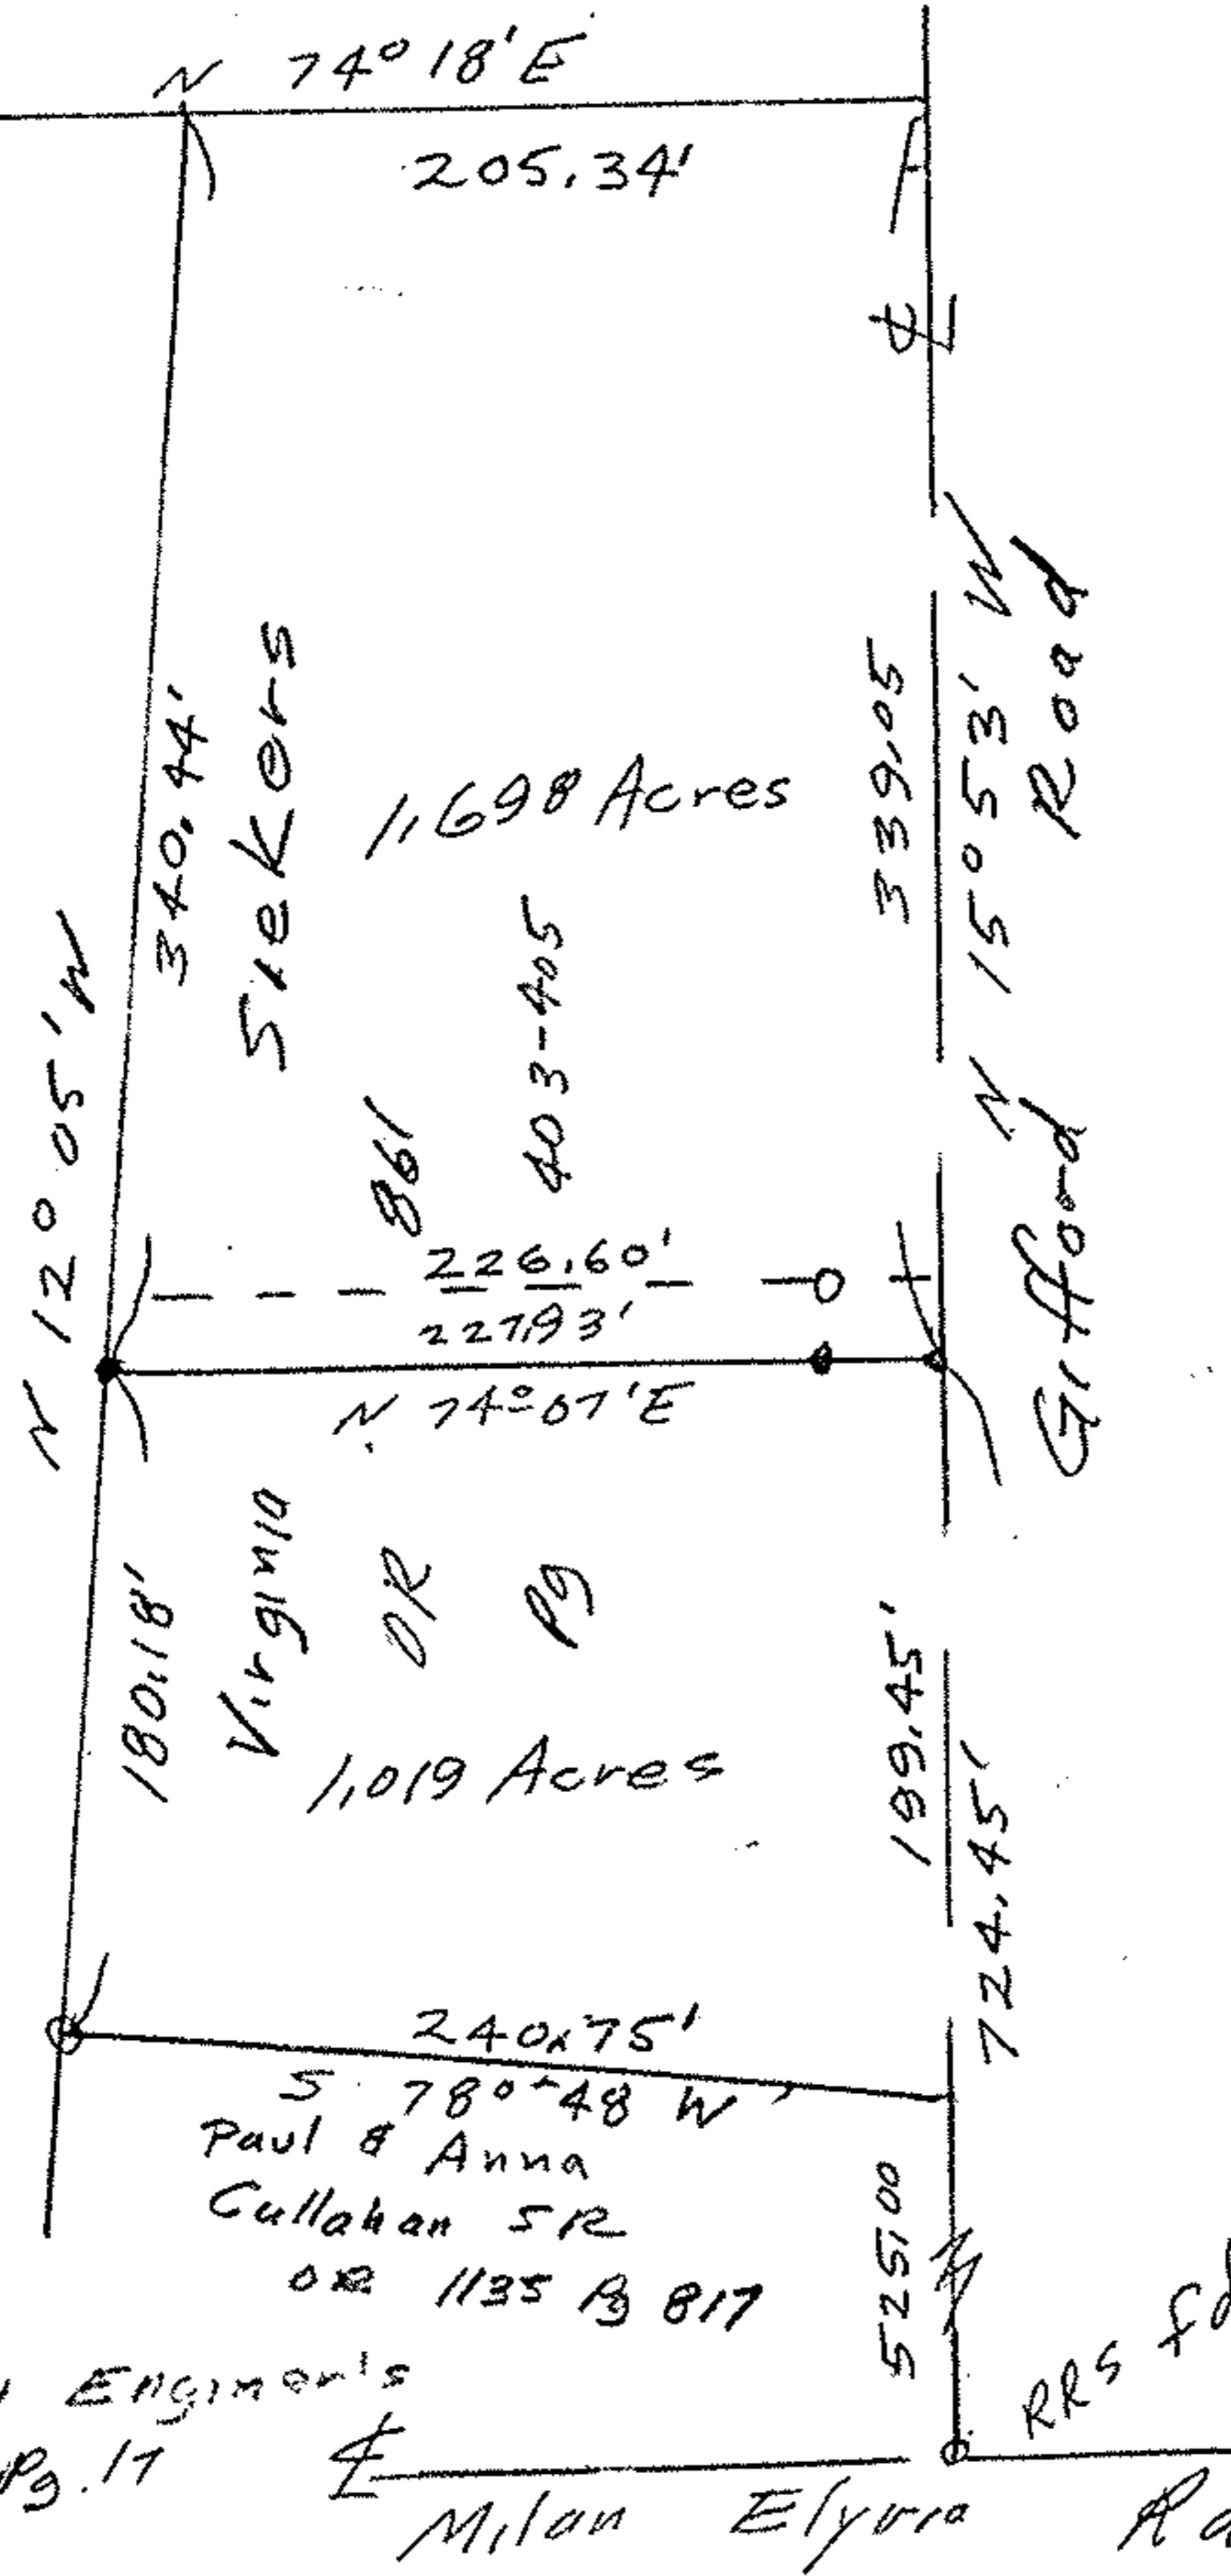 N 74° 18' E
205.34'
℄
N 12° 05' W
340.44'
Virginia Siekers
1.698 Acres
OR 861
Pg 403-405
339.05
N 15° 53' W
Gifford Road
226.60'
227.93'
N 74° 07' E
180.18'
1.019 Acres
199.45'
724.45'
240.75'
S 78° 48' W
Paul & Anna
Cullahan SR
OR 1135 Pg 817
525.00
RRS fd
Engineer's
Pg. 17
℄
Milan Elyria